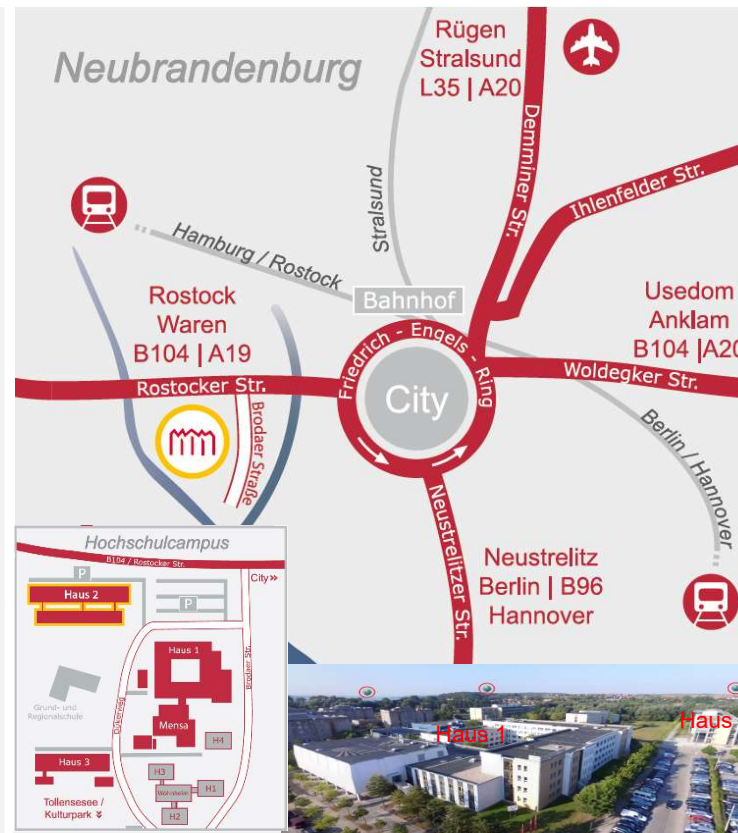 Neubrandenburg
Rügen
Stralsund
L35 | A20
Demminer Str.
Ihlenfelder Str.
Stralsund
Hamburg / Rostock
Bahnhof
Rostock
Waren
B104 | A19
Usedom
Anklam
B104 |A20
Rostocker Str.
Friedrich - Engels - Ring
City
Woldegker Str.
Brodaer Straße
Berlin / Hannover
Neustrelitzer Str.
Neustrelitz
Berlin | B96
Hannover
Hochschulcampus
B104 / Rostocker Str.
City »
P
Haus 2
P
Haus 1
Brodaer Str.
Grund- und
Regionalschule
Mensa
H4
Haus 3
H3
Wohnheim
H1
H2
Tollensesee /
Kulturpark
Haus 1
Haus